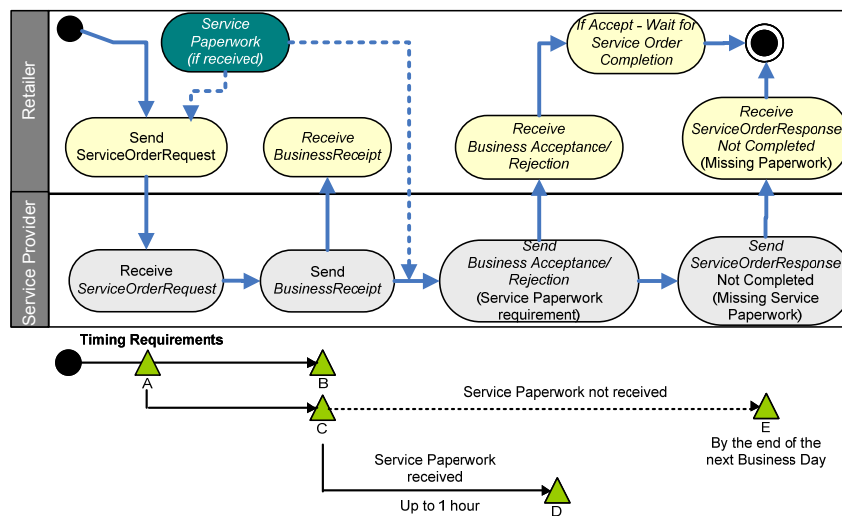 Retailer
Service
Paperwork
(if received)
If Accept - Wait for
Service Order
Completion
Send
ServiceOrderRequest
Receive
BusinessReceipt
Receive
Business Acceptance/
Rejection
Receive
ServiceOrderResponse
Not Completed
(Missing Paperwork)
Service Provider
Receive
ServiceOrderRequest
Send
BusinessReceipt
Send
Business Acceptance/
Rejection
(Service Paperwork
requirement)
Send
ServiceOrderResponse
Not Completed
(Missing Service
Paperwork)
Timing Requirements
A
B
C
Service Paperwork not received
E
By the end of the
next Business Day
Service Paperwork
received
Up to 1 hour
D